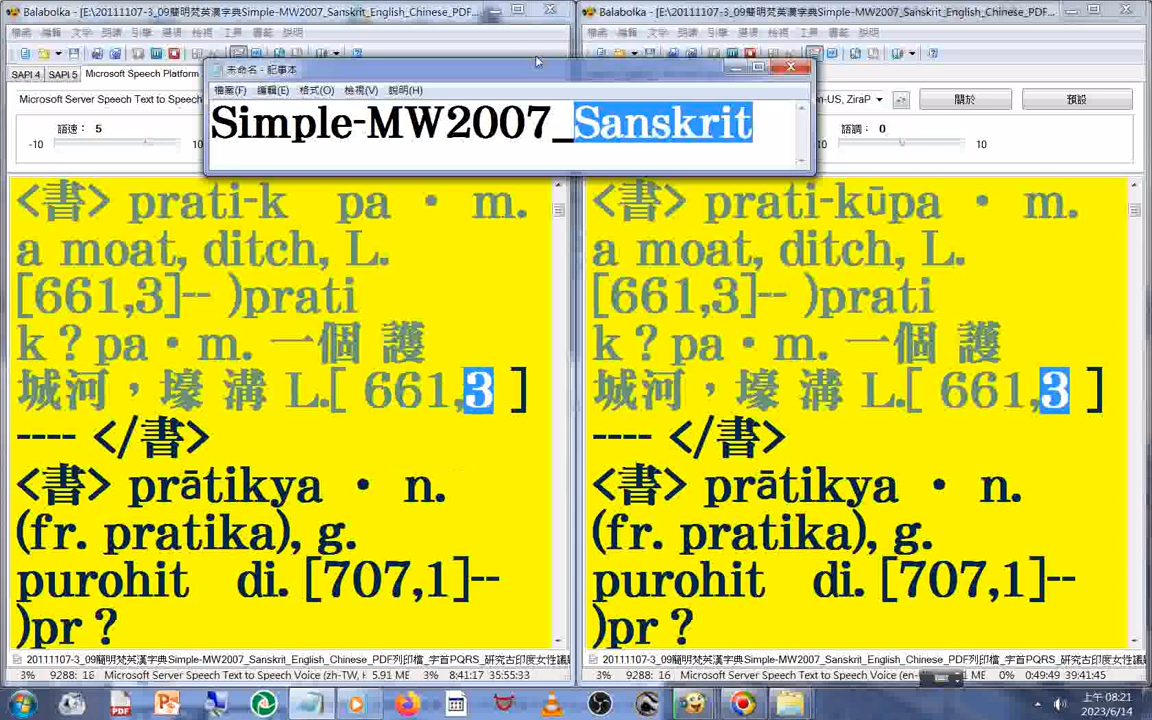 Balabolka - [E:\20111107-3_09簡明梵英漢字典Simple-MW2007_Sanskrit_English_Chinese_PDF...
Balabolka - [E:\20111107-3_09簡明梵英漢字典Simple-MW2007_Sanskrit_English_Chinese_PDF...
未命名 - 記事本
檔案(F) 編輯(E) 格式(O) 檢視(V) 說明(H)
Simple-MW2007_Sanskrit
SAPI 4 SAPI 5 Microsoft Speech Platform
Microsoft Server Speech Text to Speech
en-US, ZiraP
關於
預設
語速： 5
-10 10
語調： 0
10
<書> prati-k pa • m.
a moat, ditch, L.
[661,3]-- )prati
k？pa・m. 一個 護
城河，壕 溝 L.[ 661,3 ]
---- </書>
<書> prātikya • n.
(fr. pratika), g.
purohit di. [707,1]--
)pr？
<書> prati-kūpa • m.
a moat, ditch, L.
[661,3]-- )prati
k？pa・m. 一個 護
城河，壕 溝 L.[ 661,3 ]
---- </書>
<書> prātikya • n.
(fr. pratika), g.
purohit di. [707,1]--
)pr？
20111107-3_09簡明梵英漢字典Simple-MW2007_Sanskrit_English_Chinese_PDF列印檔_字首PQRS_研究古印度女性議
20111107-3_09簡明梵英漢字典Simple-MW2007_Sanskrit_English_Chinese_PDF列印檔_字首PQRS_研究古印度女性議
3% 9288: 16 Microsoft Server Speech Text to Speech Voice (zh-TW, H 5.91 ME 3% 8:41:17 35:55:33
3% 9288: 16 Microsoft Server Speech Text to Speech Voice (en- 0% 0:49:49 39:41:45
上午 08:21
2023/6/14